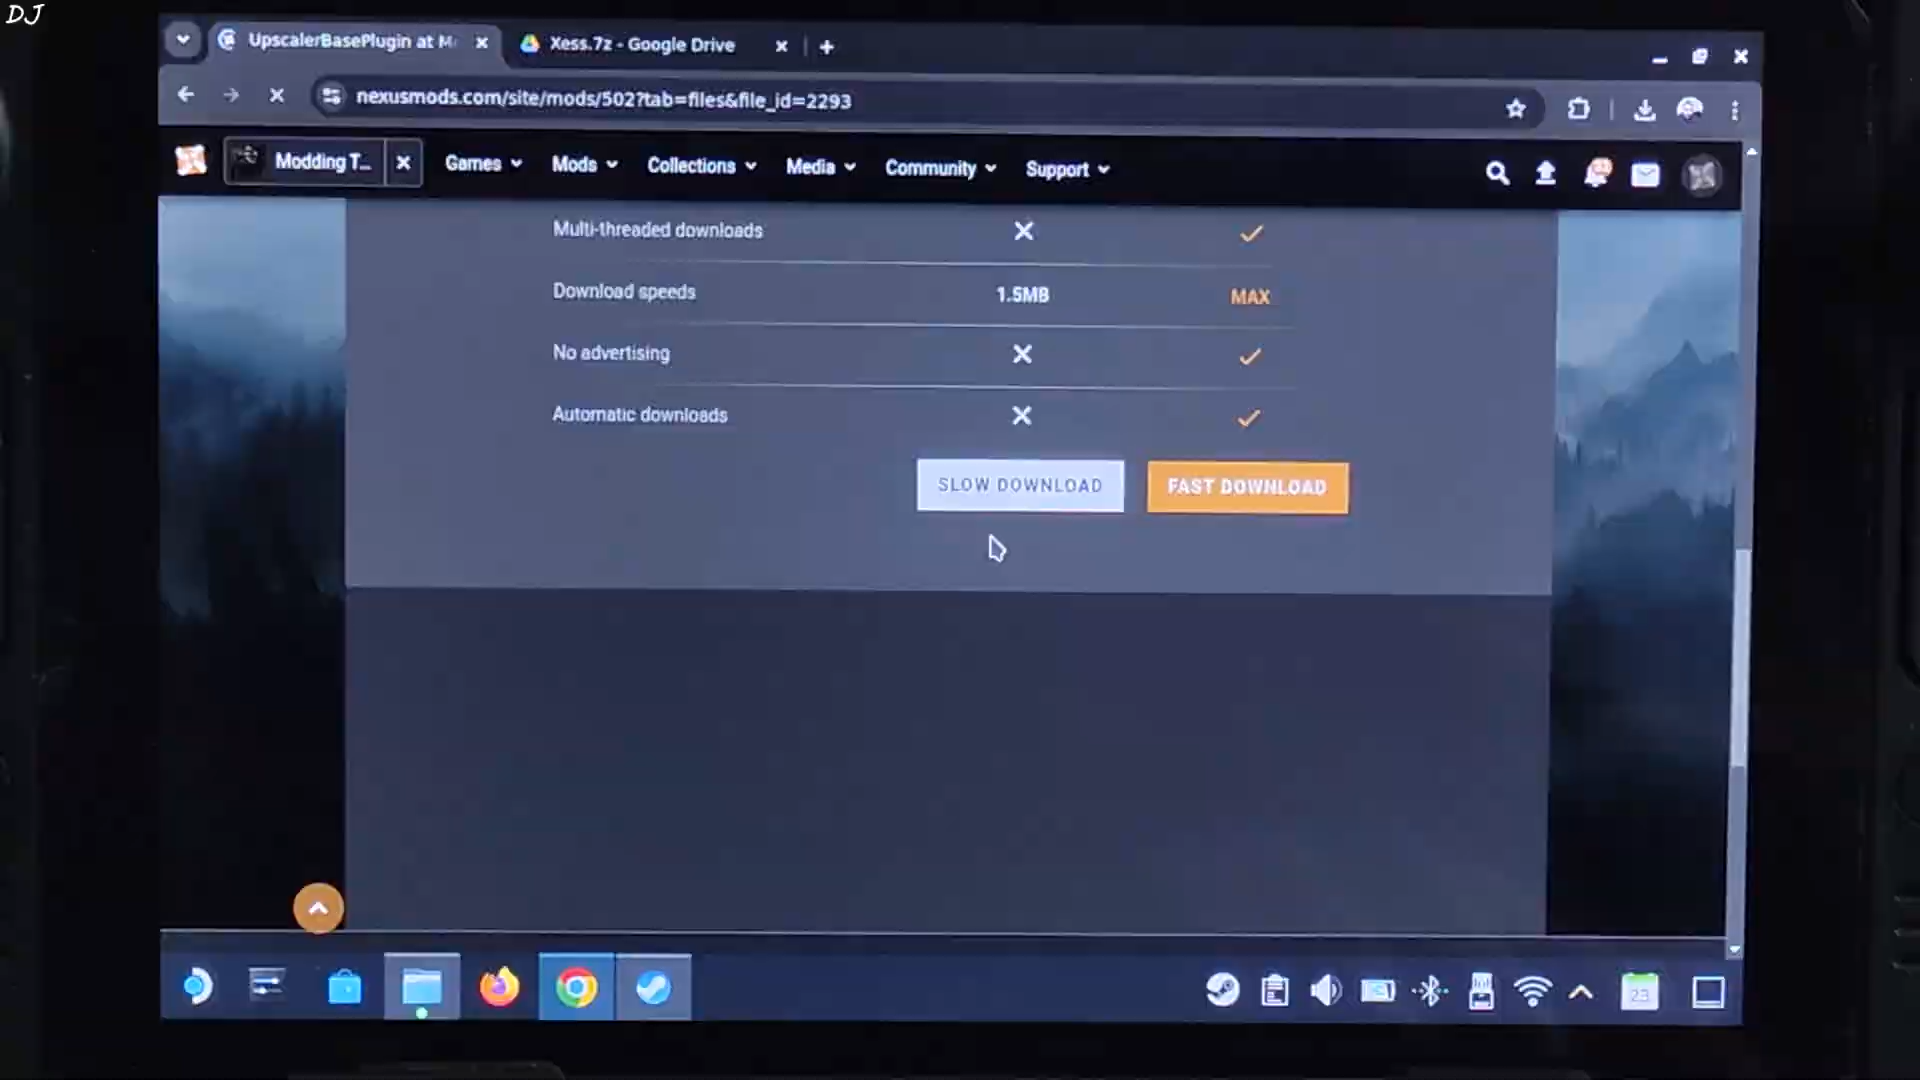 DJ
UpscalerBasePlugin at M
Xess.7z - Google Drive
nexusmods.com/site/mods/502?tab=files&file_id=2293
Modding T...
Games
Mods
Collections
Media
Community
Support
Multi-threaded downloads
Download speeds 1.5MB MAX
No advertising
Automatic downloads
SLOW DOWNLOAD FAST DOWNLOAD
23